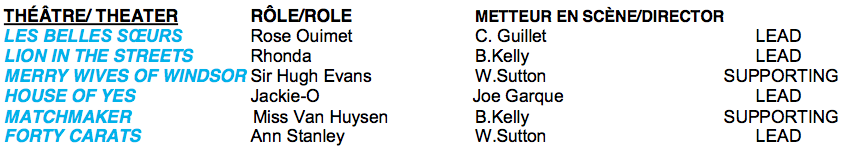 THÉÂTRE/ THEATER RÔLE/ROLE METTEUR EN SCÈNE/DIRECTOR
LES BELLES SŒURS Rose Ouimet C. Guillet LEAD
LION IN THE STREETS Rhonda B.Kelly LEAD
MERRY WIVES OF WINDSOR Sir Hugh Evans W.Sutton SUPPORTING
HOUSE OF YES Jackie-O Joe Garque LEAD
MATCHMAKER Miss Van Huysen B.Kelly SUPPORTING
FORTY CARATS Ann Stanley W.Sutton LEAD